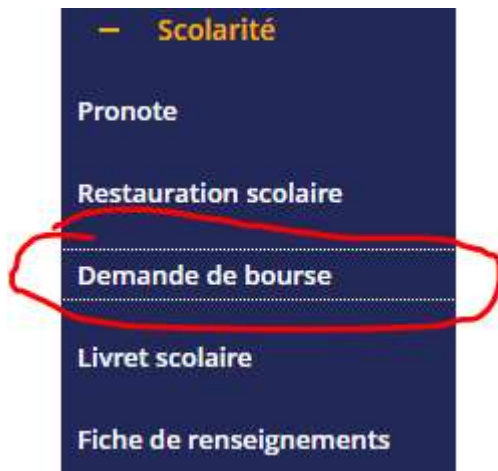 – Scolarité
Pronote
Restauration scolaire
Demande de bourse
Livret scolaire
Fiche de renseignements